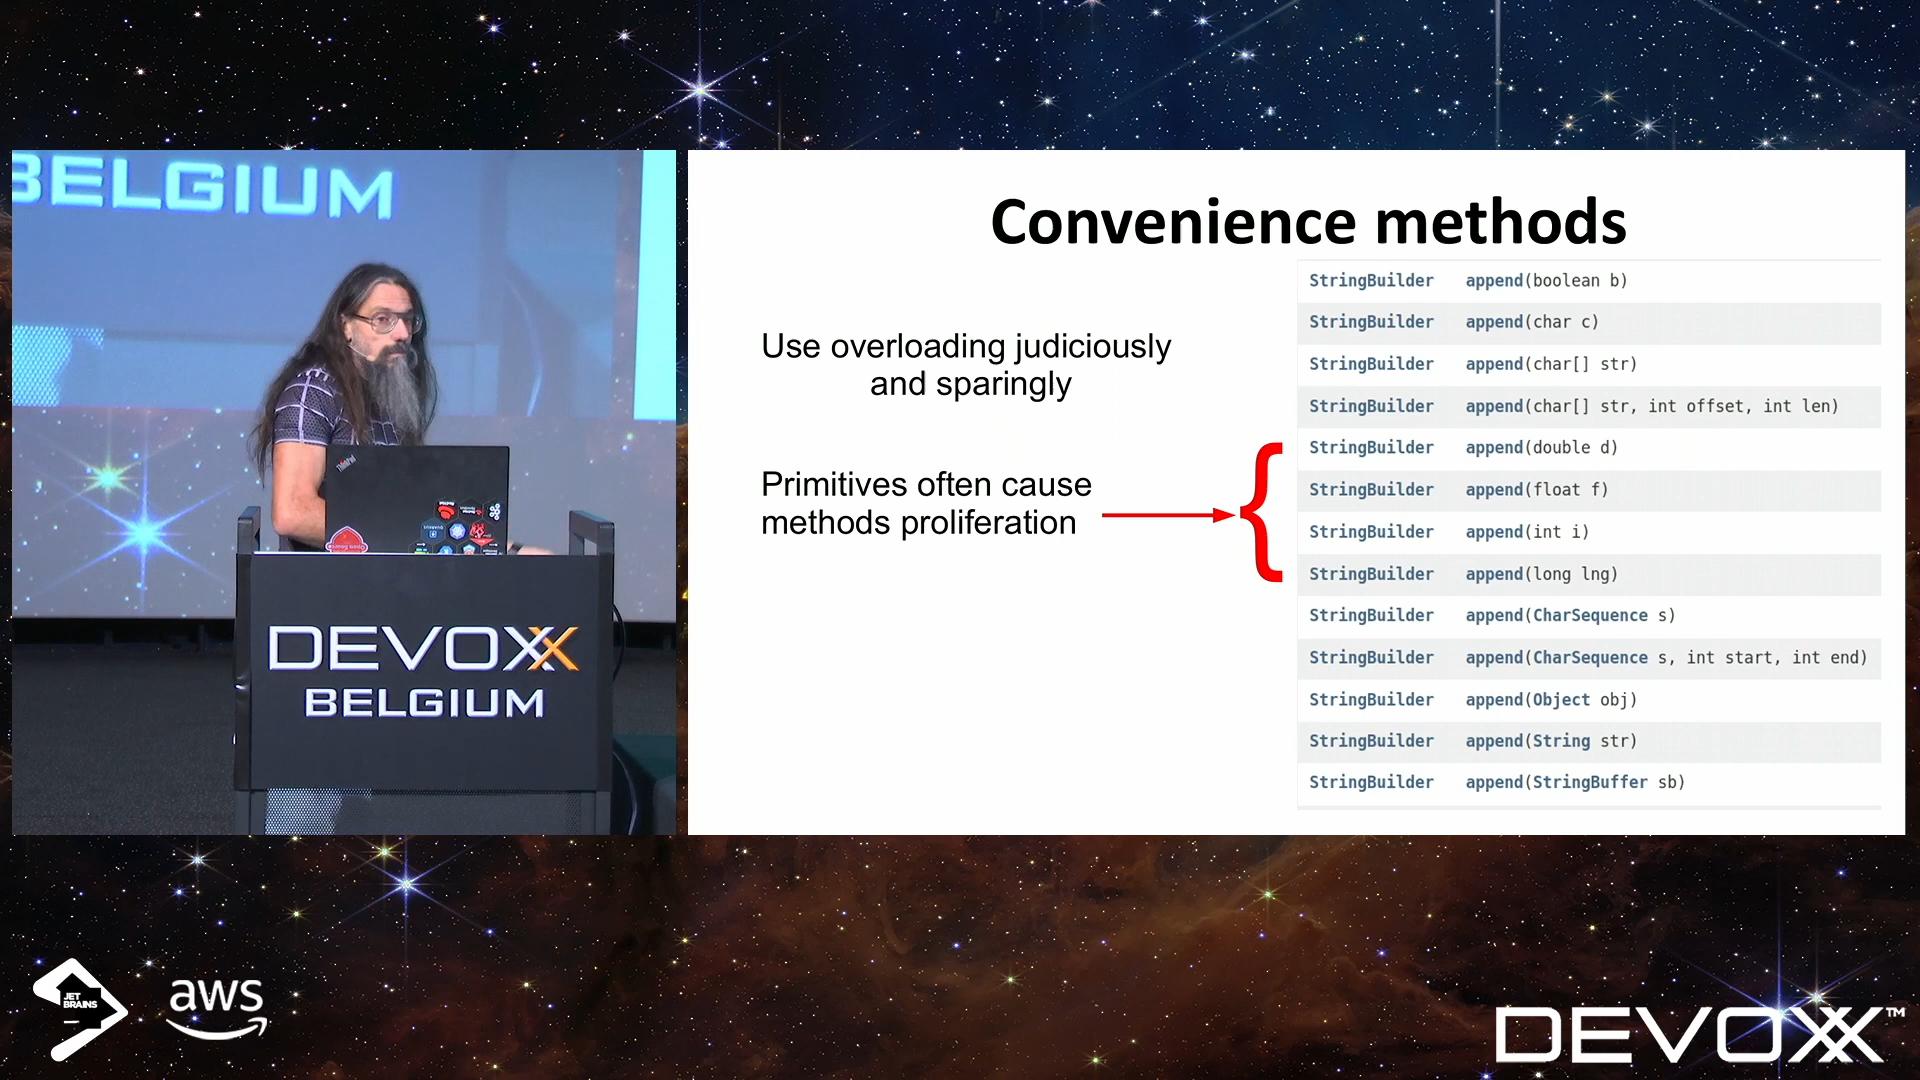 BELGIUM
ThinkPad
DEVOXX
BELGIUM
Convenience methods
Use overloading judiciously
and sparingly
Primitives often cause
methods proliferation
StringBuilder append(boolean b)
StringBuilder append(char c)
StringBuilder append(char[] str)
StringBuilder append(char[] str, int offset, int len)
StringBuilder append(double d)
StringBuilder append(float f)
StringBuilder append(int i)
StringBuilder append(long lng)
StringBuilder append(CharSequence s)
StringBuilder append(CharSequence s, int start, int end)
StringBuilder append(Object obj)
StringBuilder append(String str)
StringBuilder append(StringBuffer sb)
JET
BRAINS
aws
DEVOXX™